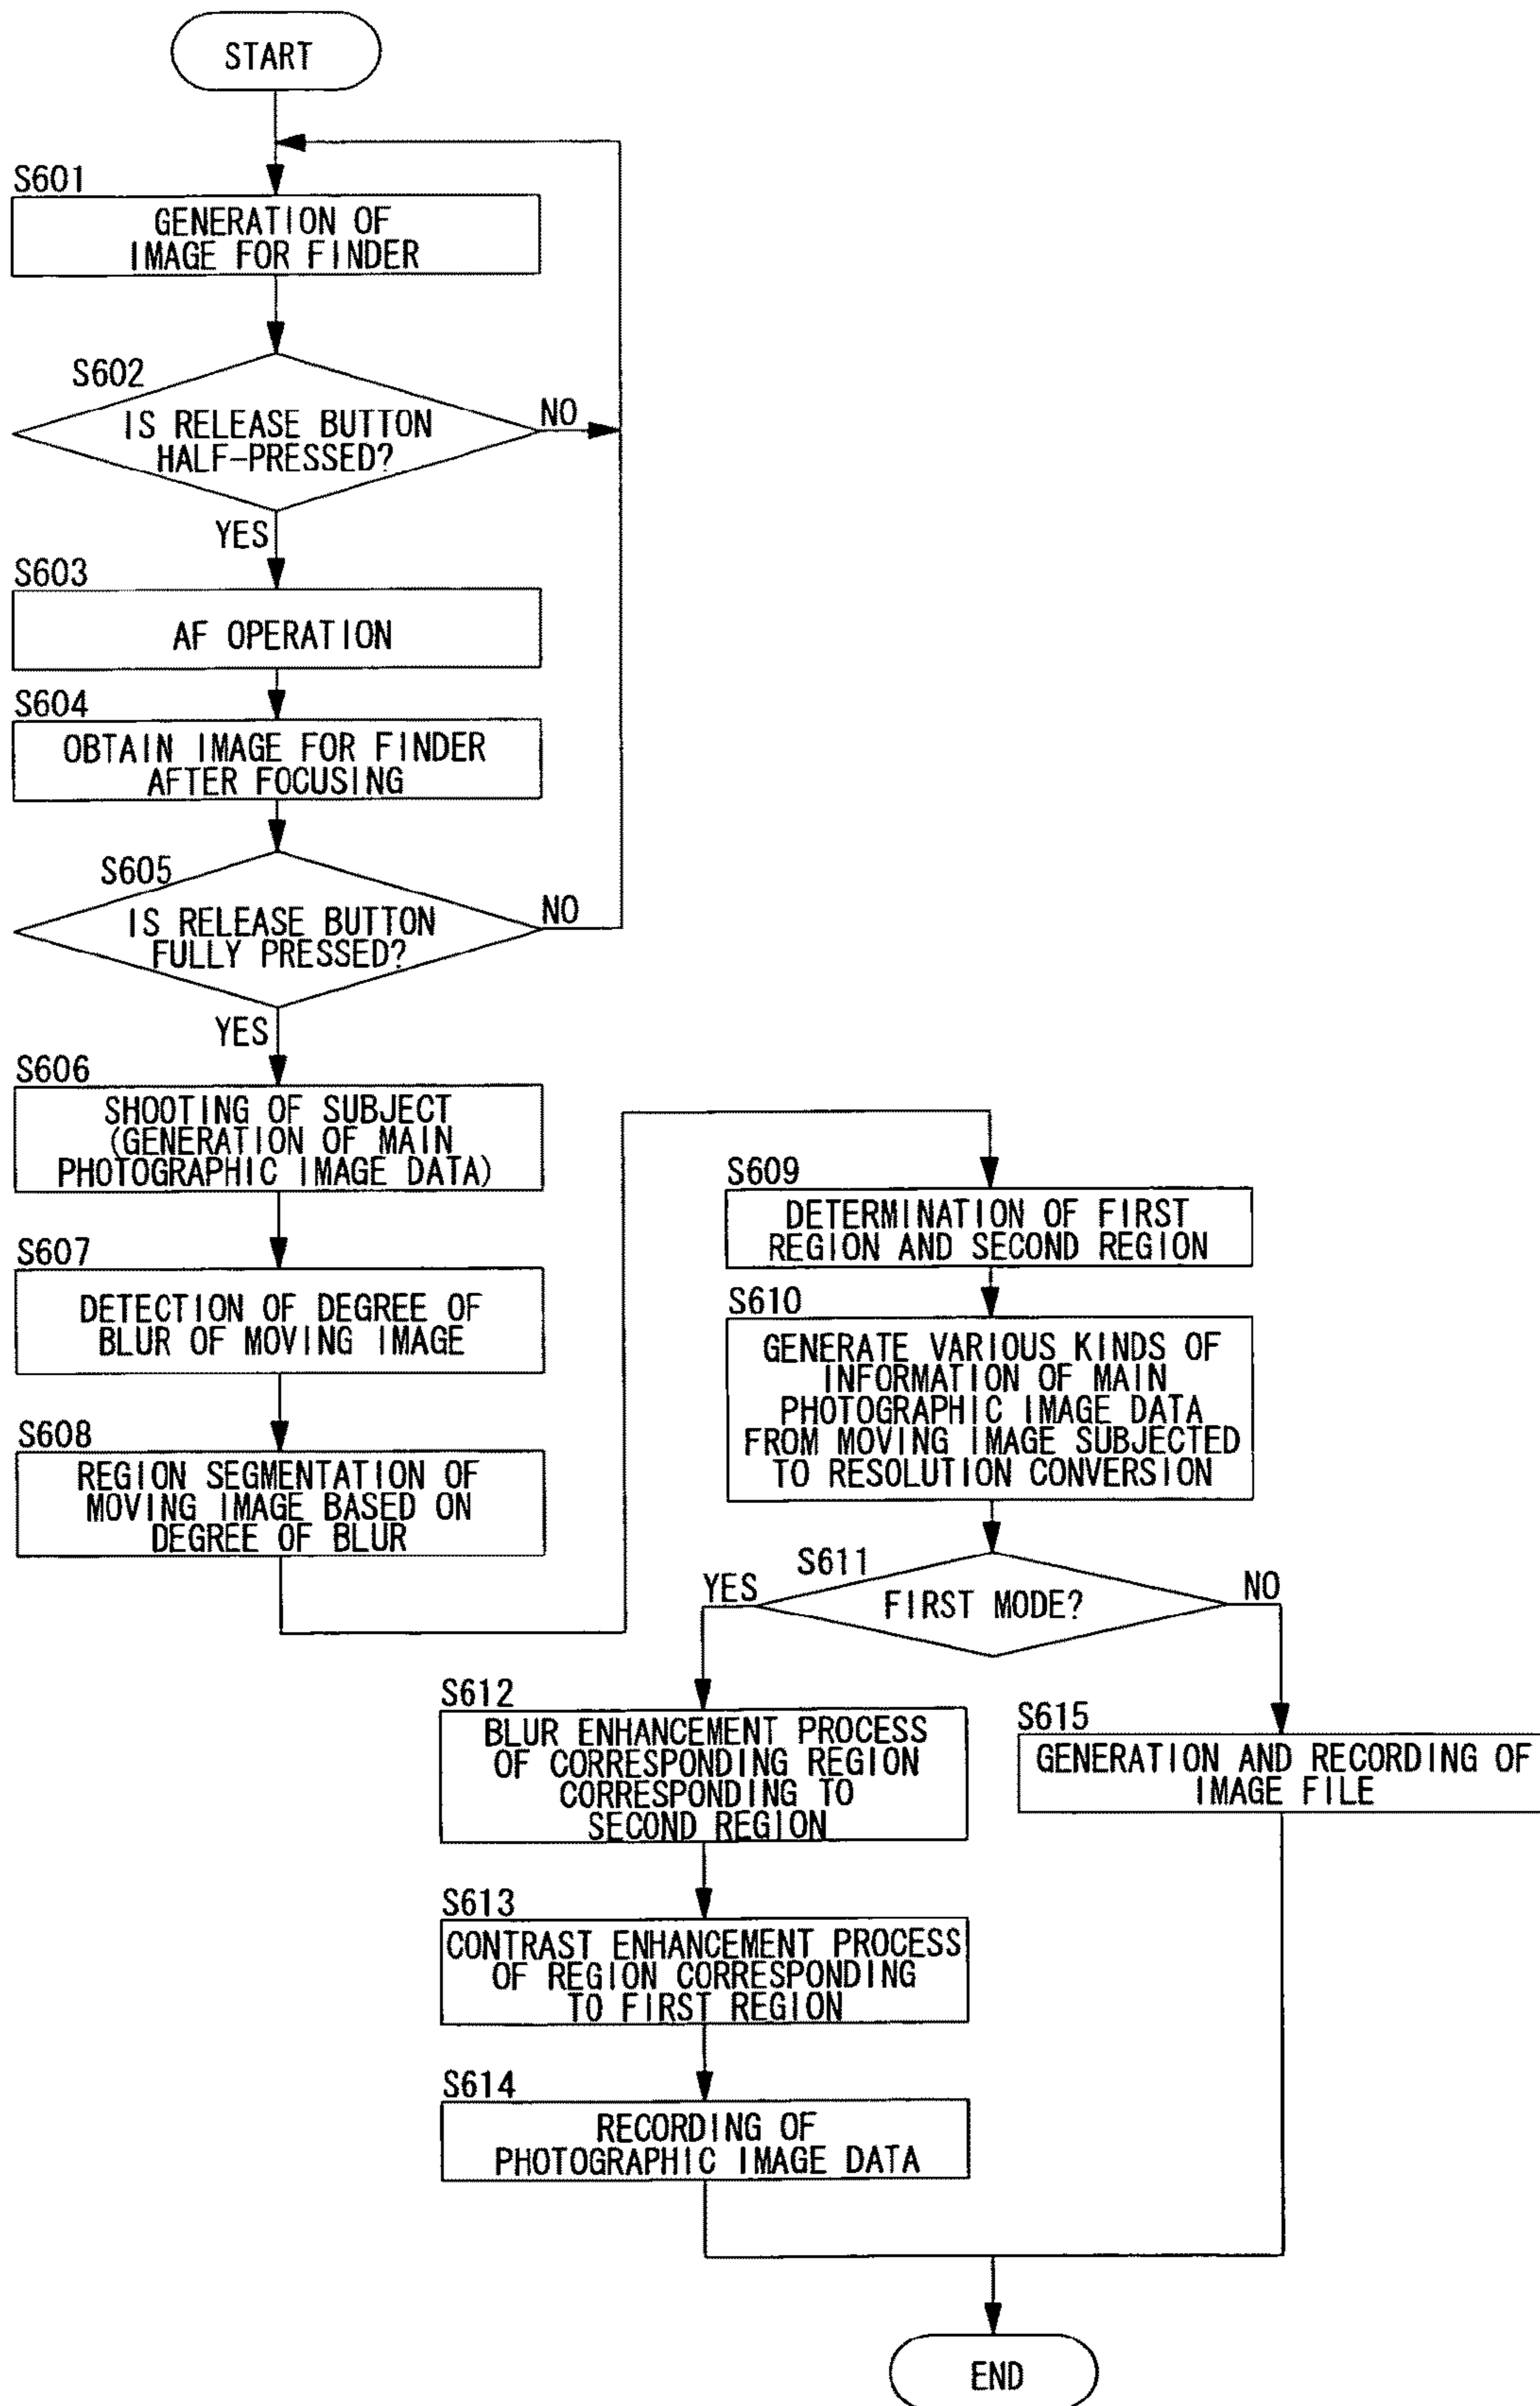 START
S601
GENERATION OF
IMAGE FOR FINDER
S602
IS RELEASE BUTTON
HALF-PRESSED?
NO
YES
S603
AF OPERATION
S604
OBTAIN IMAGE FOR FINDER
AFTER FOCUSING
S605
IS RELEASE BUTTON
FULLY PRESSED?
NO
YES
S606
SHOOTING OF SUBJECT
(GENERATION OF MAIN
PHOTOGRAPHIC IMAGE DATA)
S607
DETECTION OF DEGREE OF
BLUR OF MOVING IMAGE
S608
REGION SEGMENTATION OF
MOVING IMAGE BASED ON
DEGREE OF BLUR
S609
DETERMINATION OF FIRST
REGION AND SECOND REGION
S610
GENERATE VARIOUS KINDS OF
INFORMATION OF MAIN
PHOTOGRAPHIC IMAGE DATA
FROM MOVING IMAGE SUBJECTED
TO RESOLUTION CONVERSION
S611
FIRST MODE?
YES
NO
S612
BLUR ENHANCEMENT PROCESS
OF CORRESPONDING REGION
CORRESPONDING TO
SECOND REGION
S613
CONTRAST ENHANCEMENT PROCESS
OF REGION CORRESPONDING
TO FIRST REGION
S614
RECORDING OF
PHOTOGRAPHIC IMAGE DATA
S615
GENERATION AND RECORDING OF
IMAGE FILE
END